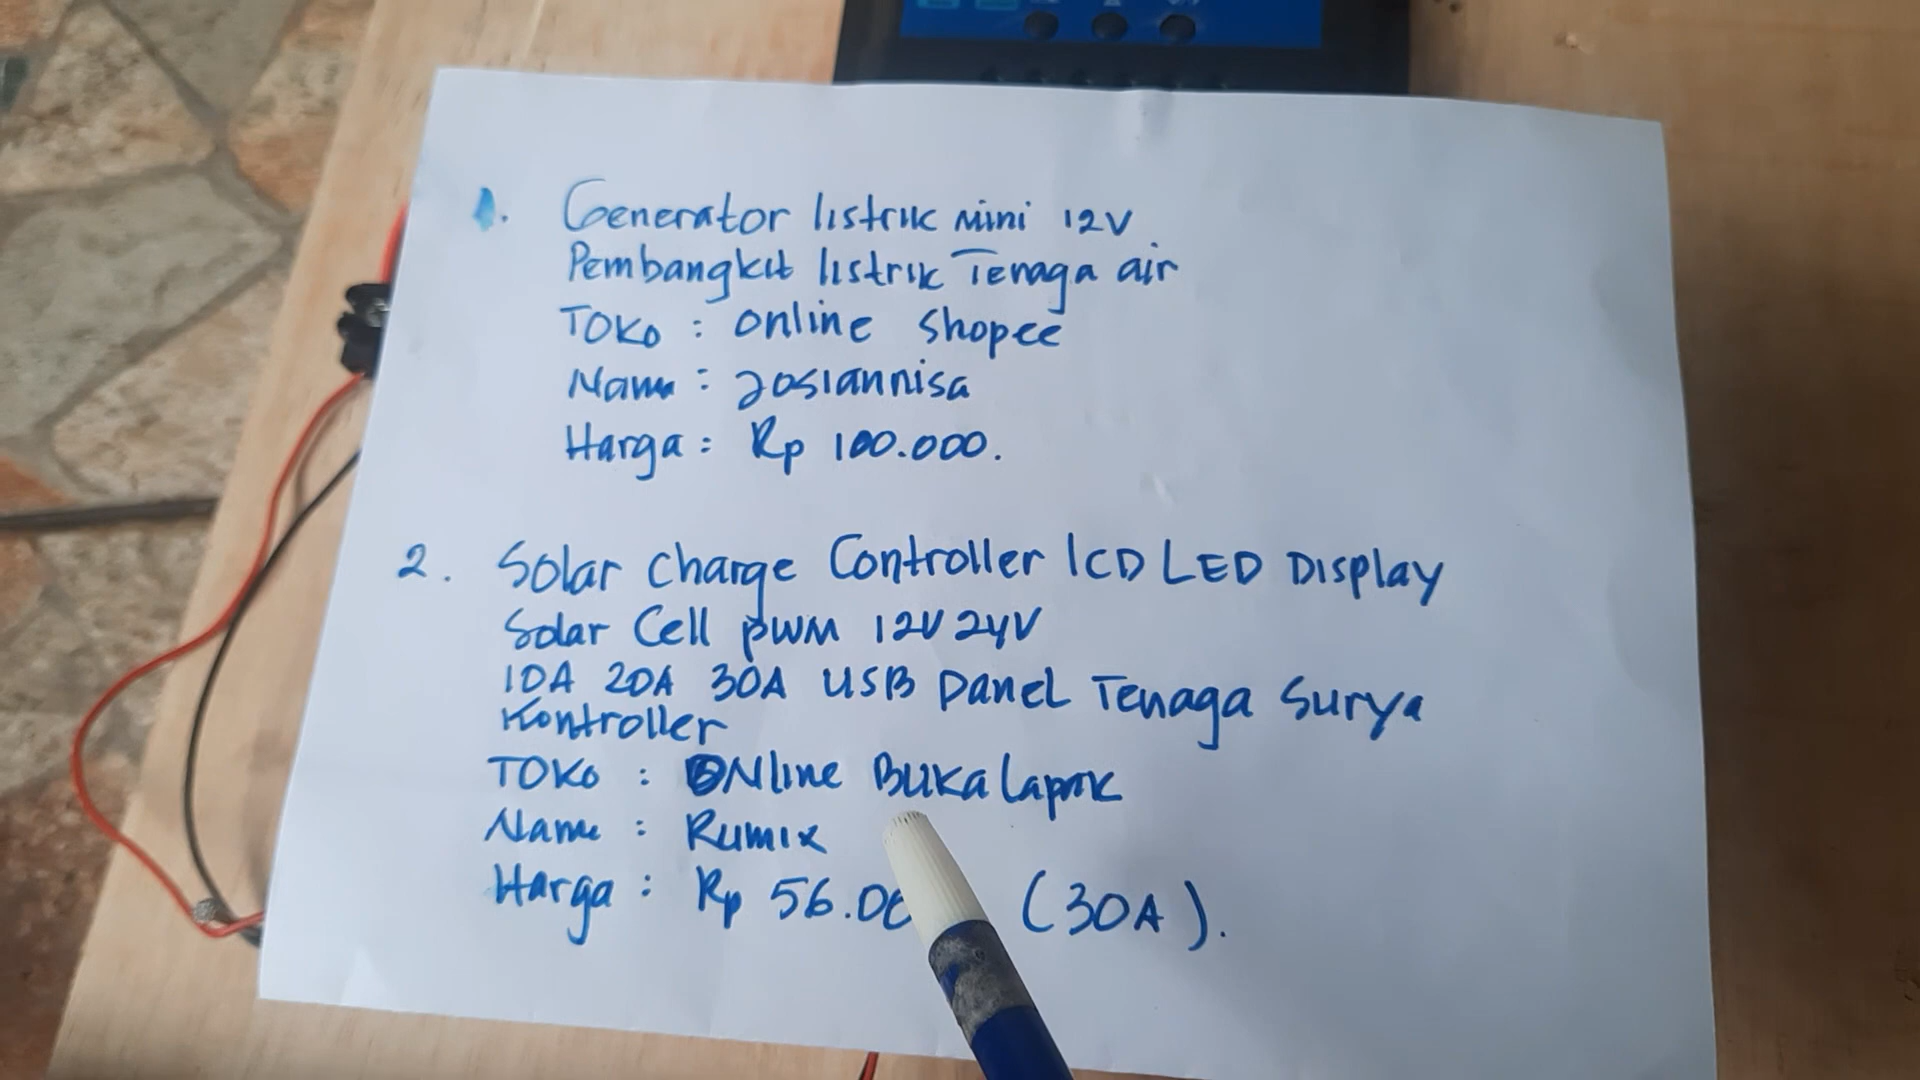 1. Generator listrik Mini 12V
Pembangkit listrik Tenaga air
TOKO : Online Shopee
Nama : Josiannisa
Harga : Rp 100.000.
2. Solar Charge Controller lCD LED Display
Solar Cell PWM 12V 24V
10A 20A 30A USB Panel Tenaga Surya
Kontroller
TOKO : ONline BUKalapak
Nama : Rumix
Harga : Rp 56.00 (30A).